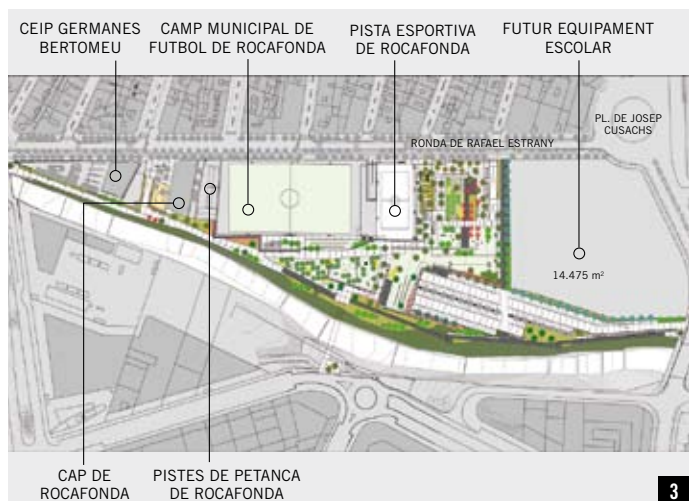 CEIP GERMANES
BERTOMEU
CAMP MUNICIPAL DE
FUTBOL DE ROCAFONDA
PISTA ESPORTIVA
DE ROCAFONDA
FUTUR EQUIPAMENT
ESCOLAR
PL. DE JOSEP
CUSACHS
RONDA DE RAFAEL ESTRANY
14.475 m²
CAP DE
ROCAFONDA
PISTES DE PETANCA
DE ROCAFONDA
3